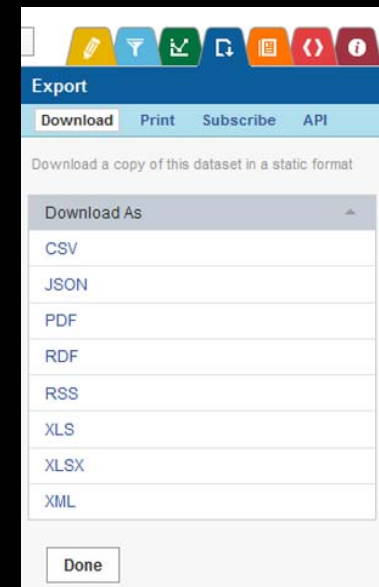 Export
Download Print Subscribe API
Download a copy of this dataset in a static format
Download As
CSV
JSON
PDF
RDF
RSS
XLS
XLSX
XML
Done